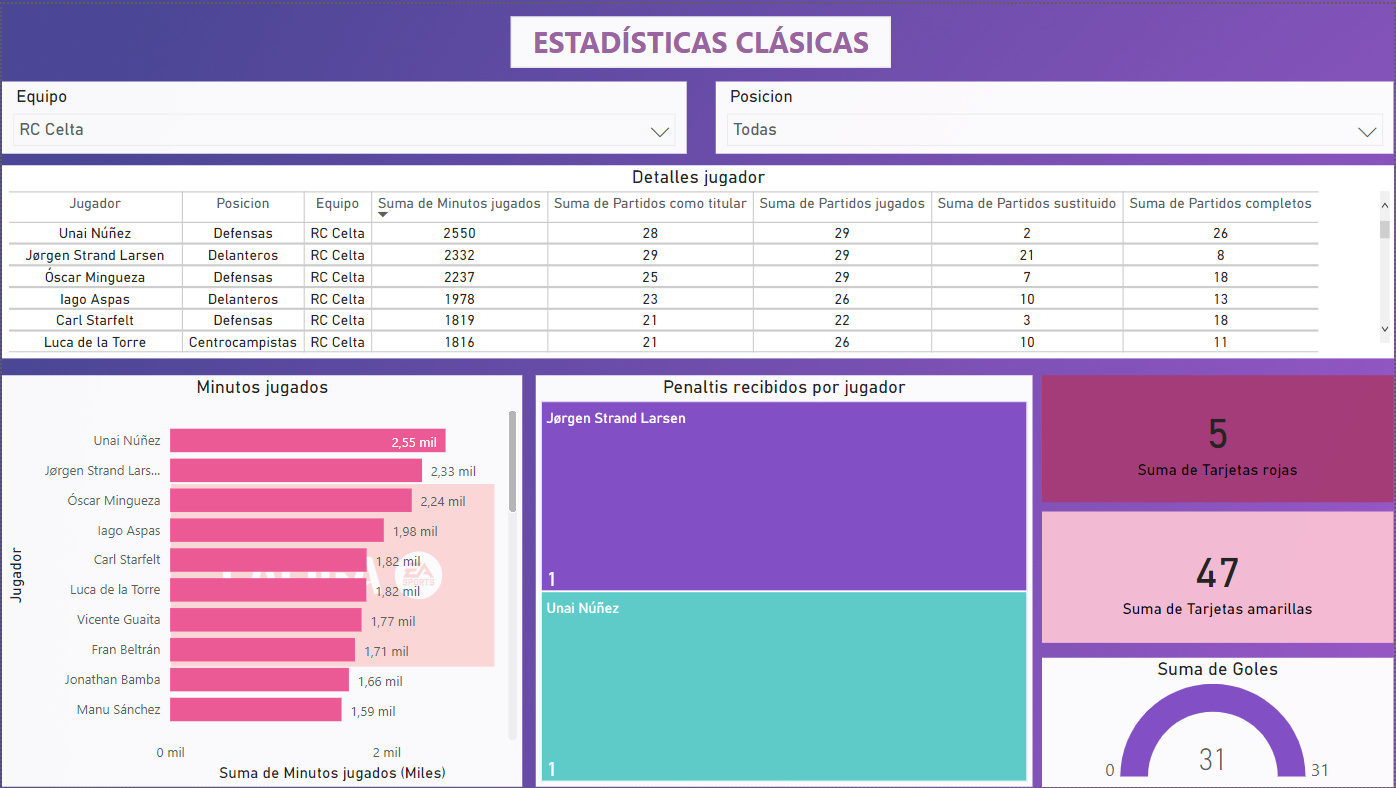 ESTADÍSTICAS CLÁSICAS
Equipo
RC Celta
Posicion
Todas
Detalles jugador
Jugador Posicion Equipo Suma de Minutos jugados Suma de Partidos como titular Suma de Partidos jugados Suma de Partidos sustituido Suma de Partidos completos
Unai Núñez Defensas RC Celta 2550 28 29 2 26
Jørgen Strand Larsen Delanteros RC Celta 2332 29 29 21 8
Óscar Mingueza Defensas RC Celta 2237 25 29 7 18
Iago Aspas Delanteros RC Celta 1978 23 26 10 13
Carl Starfelt Defensas RC Celta 1819 21 22 3 18
Luca de la Torre Centrocampistas RC Celta 1816 21 26 10 11
Minutos jugados
Jugador
Unai Núñez 2,55 mil
Jørgen Strand Lars... 2,33 mil
Óscar Mingueza 2,24 mil
Iago Aspas 1,98 mil
Carl Starfelt 1,82 mil
Luca de la Torre 1,82 mil
Vicente Guaita 1,77 mil
Fran Beltrán 1,71 mil
Jonathan Bamba 1,66 mil
Manu Sánchez 1,59 mil
0 mil 2 mil
Suma de Minutos jugados (Miles)
EA
SPORTS
Penaltis recibidos por jugador
Jørgen Strand Larsen
1
Unai Núñez
1
5
Suma de Tarjetas rojas
47
Suma de Tarjetas amarillas
Suma de Goles
31
0 31